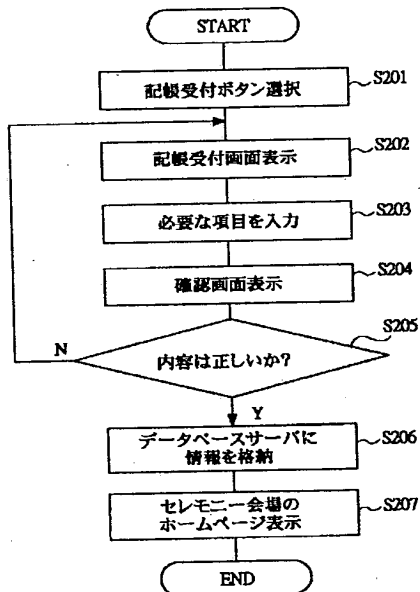 START
記帳受付ボタン選択
S201
記帳受付画面表示
S202
必要な項目を入力
S203
確認画面表示
S204
内容は正しいか?
S205
N
Y
データベースサーバに
情報を格納
S206
セレモニー会場の
ホームページ表示
S207
END